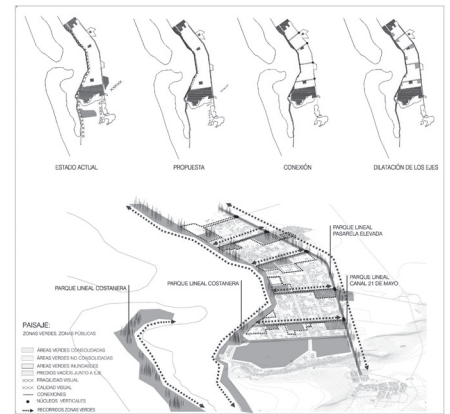 ESTADO ACTUAL
PROPUESTA
CONEXIÓN
DILATACIÓN DE LOS EJES
PARQUE LINEAL
PASARELA ELEVADA
PARQUE LINEAL
CANAL 21 DE MAYO
PARQUE LINEAL COSTANERA
PARQUE LINEAL COSTANERA
PAISAJE:
ZONAS VERDES, ZONAS PÚBLICAS
ÁREAS VERDES CONSOLIDADAS
ÁREAS VERDES NO CONSOLIDADAS
ÁREAS VERDES INUNDABLES
PREDIOS VACÍOS JUNTO A EJE
FRAGILIDAD VISUAL
CALIDAD VISUAL
CONEXIONES
NÚCLEOS VERTICALES
RECORRIDOS ZONAS VERDES